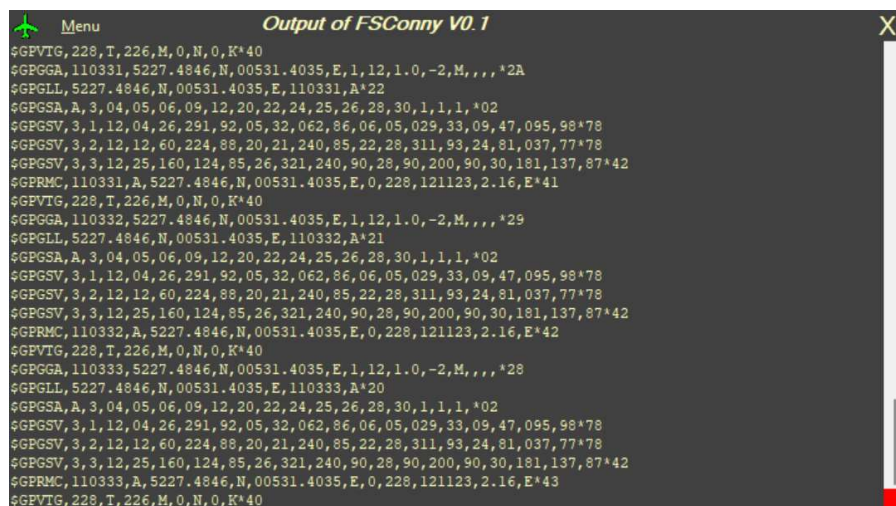 Menu
Output of FSConny V0.1
X
$GPVTG,228,T,226,M,0,N,0,K*40
$GPGGA,110331,5227.4846,N,00531.4035,E,1,12,1.0,-2,M,,,,*2A
$GPGLL,5227.4846,N,00531.4035,E,110331,A*22
$GPGSA,A,3,04,05,06,09,12,20,22,24,25,26,28,30,1,1,1,*02
$GPGSV,3,1,12,04,26,291,92,05,32,062,86,06,05,029,33,09,47,095,98*78
$GPGSV,3,2,12,12,60,224,88,20,21,240,85,22,28,311,93,24,81,037,77*78
$GPGSV,3,3,12,25,160,124,85,26,321,240,90,28,90,200,90,30,181,137,87*42
$GPRMC,110331,A,5227.4846,N,00531.4035,E,0,228,121123,2.16,E*41
$GPVTG,228,T,226,M,0,N,0,K*40
$GPGGA,110332,5227.4846,N,00531.4035,E,1,12,1.0,-2,M,,,,*29
$GPGLL,5227.4846,N,00531.4035,E,110332,A*21
$GPGSA,A,3,04,05,06,09,12,20,22,24,25,26,28,30,1,1,1,*02
$GPGSV,3,1,12,04,26,291,92,05,32,062,86,06,05,029,33,09,47,095,98*78
$GPGSV,3,2,12,12,60,224,88,20,21,240,85,22,28,311,93,24,81,037,77*78
$GPGSV,3,3,12,25,160,124,85,26,321,240,90,28,90,200,90,30,181,137,87*42
$GPRMC,110332,A,5227.4846,N,00531.4035,E,0,228,121123,2.16,E*42
$GPVTG,228,T,226,M,0,N,0,K*40
$GPGGA,110333,5227.4846,N,00531.4035,E,1,12,1.0,-2,M,,,,*28
$GPGLL,5227.4846,N,00531.4035,E,110333,A*20
$GPGSA,A,3,04,05,06,09,12,20,22,24,25,26,28,30,1,1,1,*02
$GPGSV,3,1,12,04,26,291,92,05,32,062,86,06,05,029,33,09,47,095,98*78
$GPGSV,3,2,12,12,60,224,88,20,21,240,85,22,28,311,93,24,81,037,77*78
$GPGSV,3,3,12,25,160,124,85,26,321,240,90,28,90,200,90,30,181,137,87*42
$GPRMC,110333,A,5227.4846,N,00531.4035,E,0,228,121123,2.16,E*43
$GPVTG,228,T,226,M,0,N,0,K*40